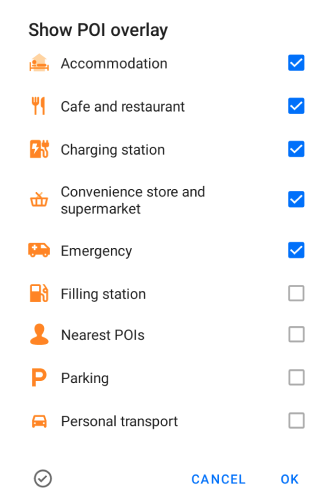 Show POI overlay
Accommodation
Cafe and restaurant
Charging station
Convenience store and
supermarket
Emergency
Filling station
Nearest POIs
P Parking
Personal transport
CANCEL OK